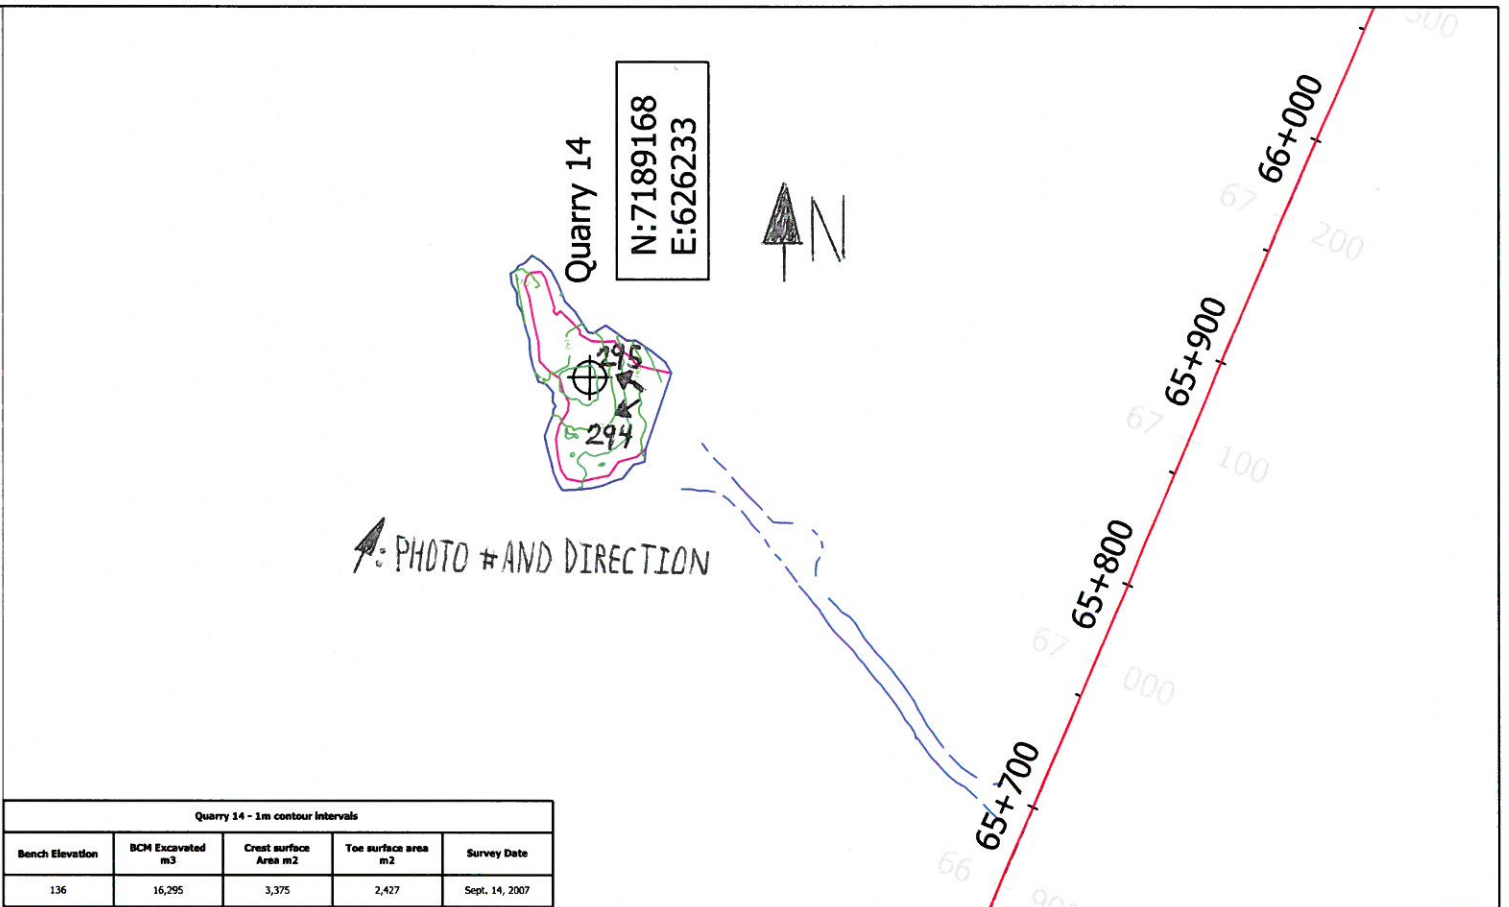 Quarry 14
N:7189168
E:626233
N
295
294
: PHOTO # AND DIRECTION
66+000
65+900
65+800
65+700
67 200
67 100
67 000
66
Quarry 14 - 1m contour intervals
Bench Elevation
BCM Excavated
m3
Crest surface
Area m2
Toe surface area
m2
Survey Date
136
16,295
3,375
2,427
Sept. 14, 2007